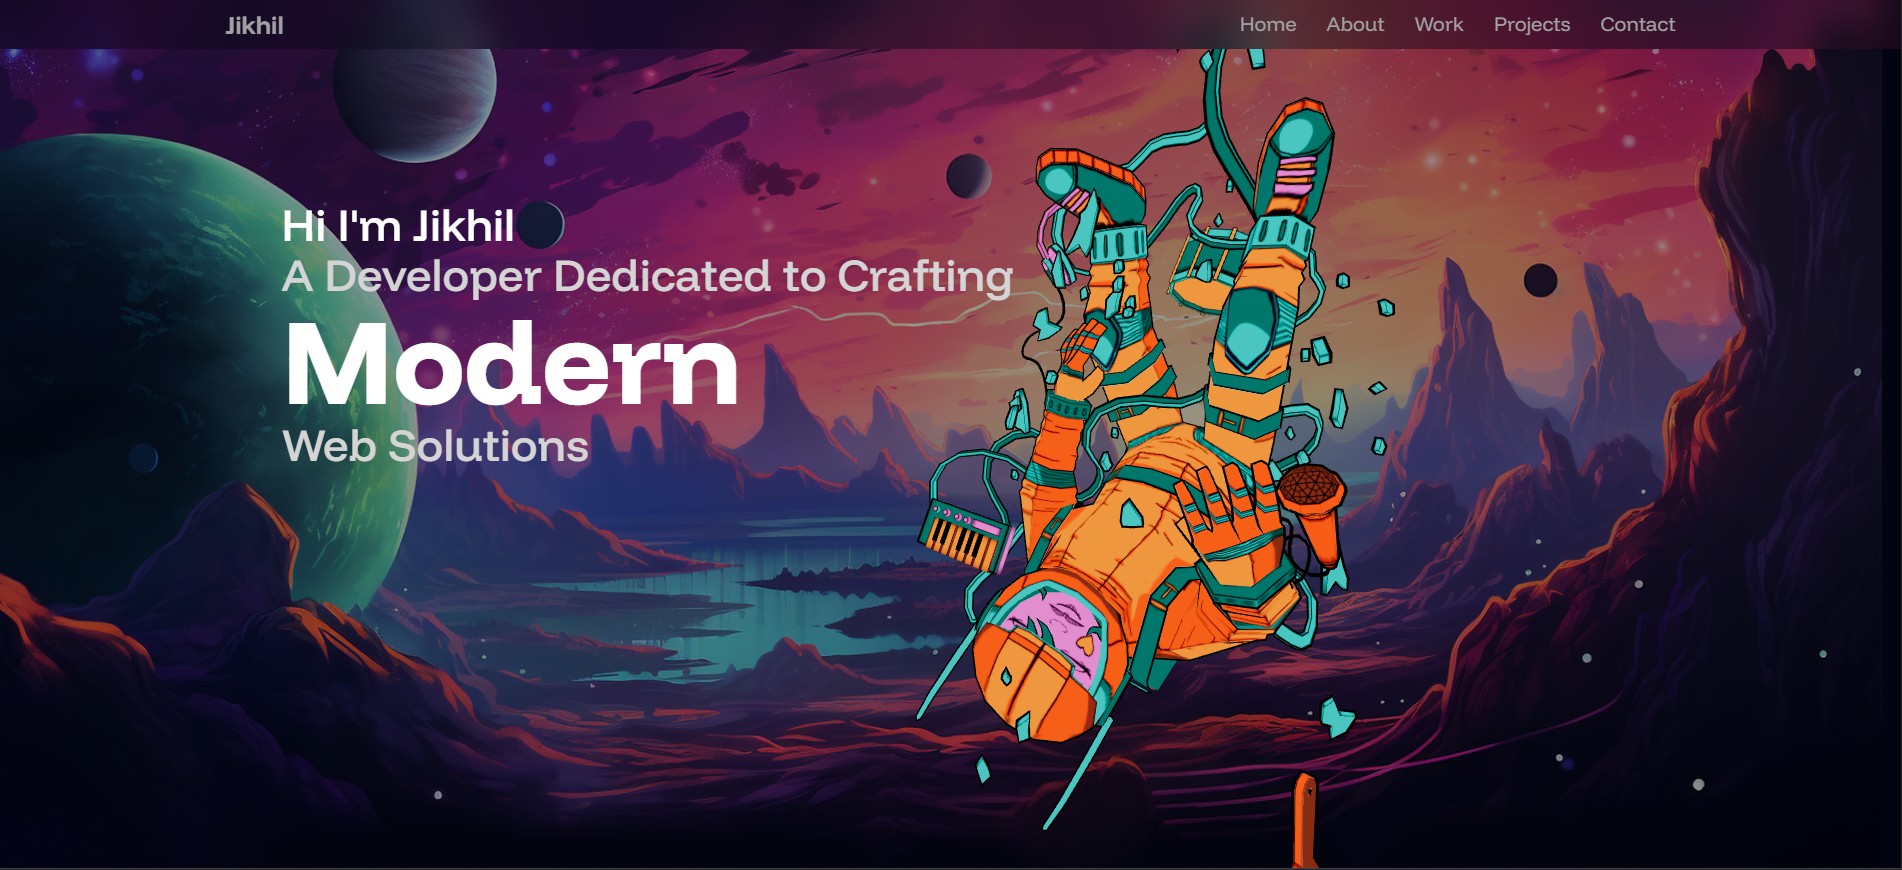 Jikhil
Home About Work Projects Contact
Hi I'm Jikhil
A Developer Dedicated to Crafting
Modern
Web Solutions